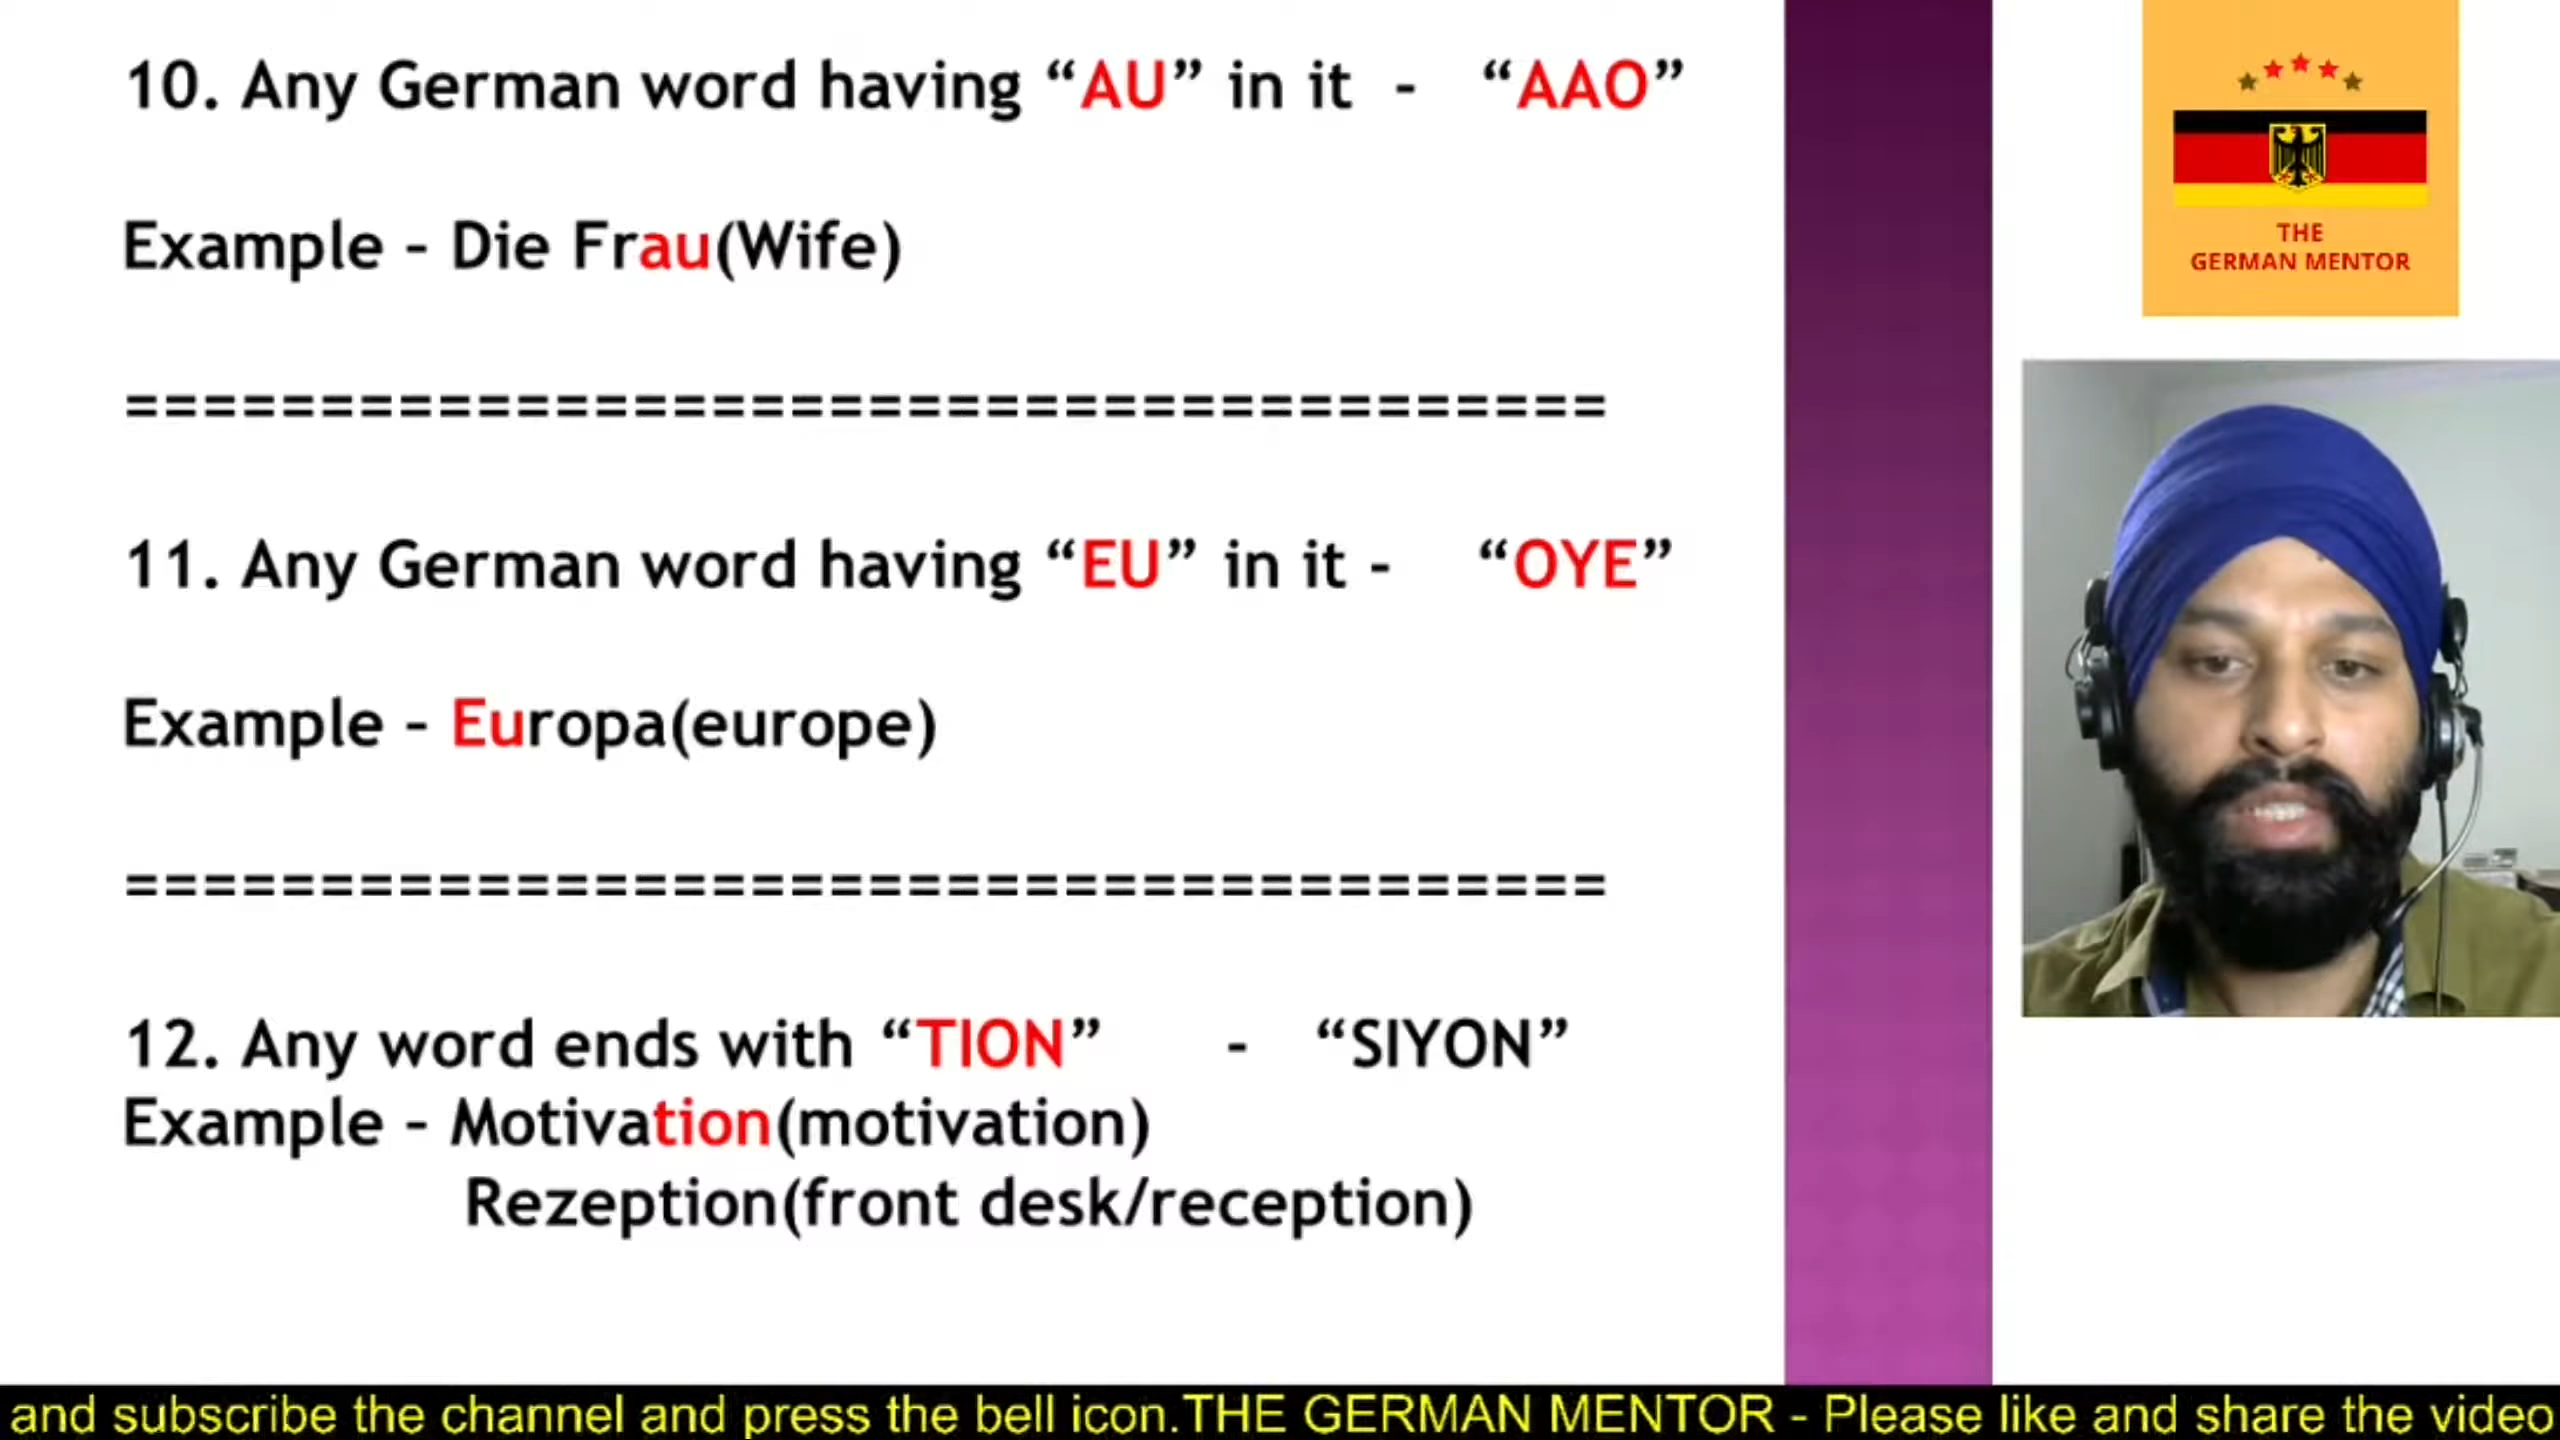 10. Any German word having “AU” in it - “AAO”
Example – Die Frau(Wife)
======================================
11. Any German word having “EU” in it - “OYE”
Example – Europa(europe)
======================================
12. Any word ends with “TION” - “SIYON”
Example – Motivation(motivation)
Rezeption(front desk/reception)
THE
GERMAN MENTOR
and subscribe the channel and press the bell icon.THE GERMAN MENTOR - Please like and share the video